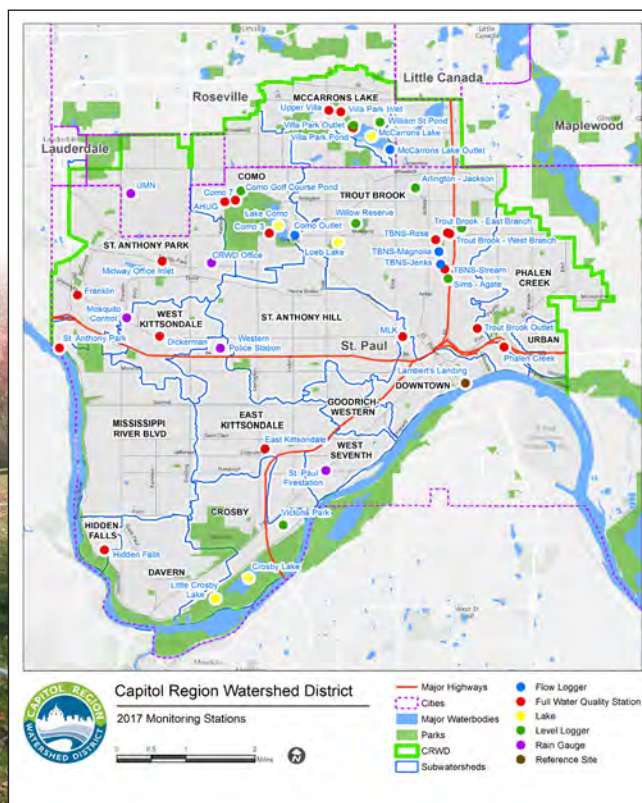 Little Canada
Roseville
Little Canada
Maplewood
Lauderdale
MCCARRONS LAKE
Upper Villa
Villa Park Inlet
Villa Park Outlet
William St Pond
Villa Park Pond
McCarrons Lake
McCarrons Lake Outlet
COMO
TROUT BROOK
Arlington - Jackson
UMN
Como 7
Como Golf Course Pond
AHUG
Lake Como
Willow Reserve
Como 3
Como Outlet
Loeb Lake
TBNS-Rose
Trout Brook - East Branch
Trout Brook - West Branch
TBNS-Magnolia
TBNS-Jenks
TBNS-Stream
Sims - Agate
PHALEN
CREEK
ST. ANTHONY PARK
Midway Office Inlet
CRWD Office
Franklin
Mosquito
Control
WEST
KITTSONDALE
ST. ANTHONY HILL
St. Anthony Park
Dickerman
Western
Police Station
St. Paul
MLK
Trout Brook Outlet
URBAN
Phalen Creek
Lambert's Landing
DOWNTOWN
GOODRICH-
WESTERN
MISSISSIPPI
RIVER BLVD
EAST
KITTSONDALE
WEST
SEVENTH
East Kittsondale
St. Paul
Firestation
CROSBY
Victoria Park
HIDDEN
FALLS
Hidden Falls
DAVERN
Crosby Lake
Little Crosby
Lake
CAPITOL REGION
WATERSHED DISTRICT
Capitol Region Watershed District
2017 Monitoring Stations
0 0.5 1 2
Miles
N
Major Highways
Cities
Major Waterbodies
Parks
CRWD
Subwatersheds
Flow Logger
Full Water Quality Station
Lake
Level Logger
Rain Gauge
Reference Site